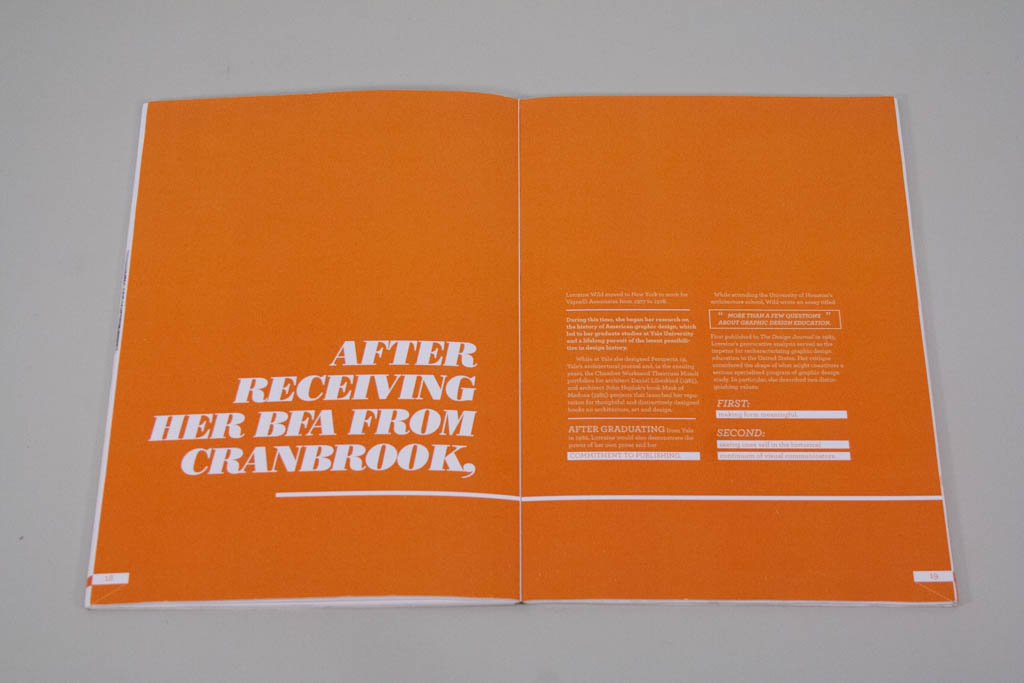 AFTER
RECEIVING
HER BFA FROM
CRANBROOK,
18
Lorraine Wild moved to New York to work for
Vignelli Associates from 1977 to 1978.
During this time, she began her research on
the history of American graphic design, which
led to her graduate studies at Yale University
and a lifelong pursuit of the latent possibili-
ties in design history.
While at Yale she designed Perspecta 19,
Yale's architectural journal and, in the ensuing
years, the Chamber Works and Theatrum Mundi
portfolios for architect Daniel Libeskind (1985),
and architect John Hejduk's book Mask of
Medusa (1985)-projects that launched her repu-
tation for thoughtful and distinctively designed
books on architecture, art and design.
AFTER GRADUATING from Yale
in 1982, Lorraine would also demonstrate the
power of her own prose and her
COMMITMENT TO PUBLISHING.
While attending the University of Houston's
architecture school, Wild wrote an essay titled
" MORE THAN A FEW QUESTIONS "
ABOUT GRAPHIC DESIGN EDUCATION.
First published in The Design Journal in 1983,
Lorraine's provocative analysis served as the
impetus for recharacterizing graphic design
education in the United States. Her critique
considered the shape of what might constitute a
serious specialized program of graphic design
study. In particular, she described two distin-
guishing values.
FIRST:
making form meaningful.
SECOND:
seeing ones self in the historical
continuum of visual communicators.
19